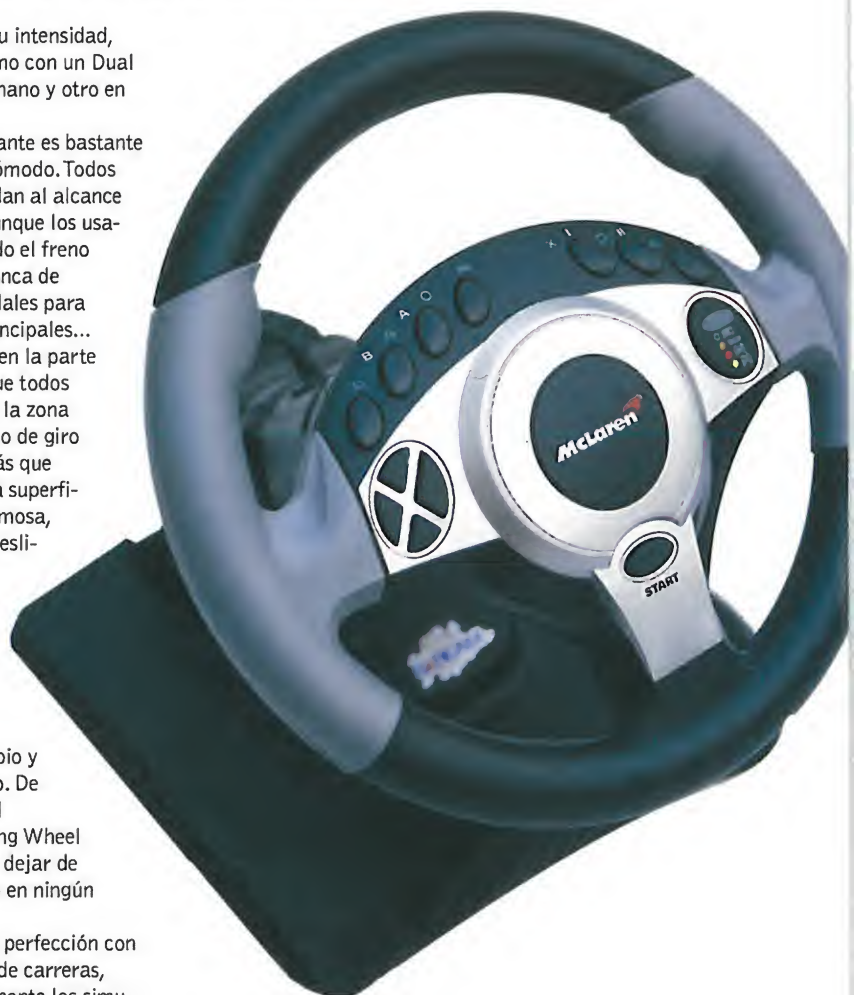 u intensidad,
no con un Dual
nano y otro en
ante es bastante
ómodo. Todos
dan al alcance
unque los usa-
do el freno
nca de
dales para
ncipales...
en la parte
ue todos
la zona
o de giro
ás que
a superfi-
mosa,
esli-
pio y
o. De
l
ng Wheel
dejar de
en ningún
perfección con
de carreras,
B
A
X
I
II
McLaren
START